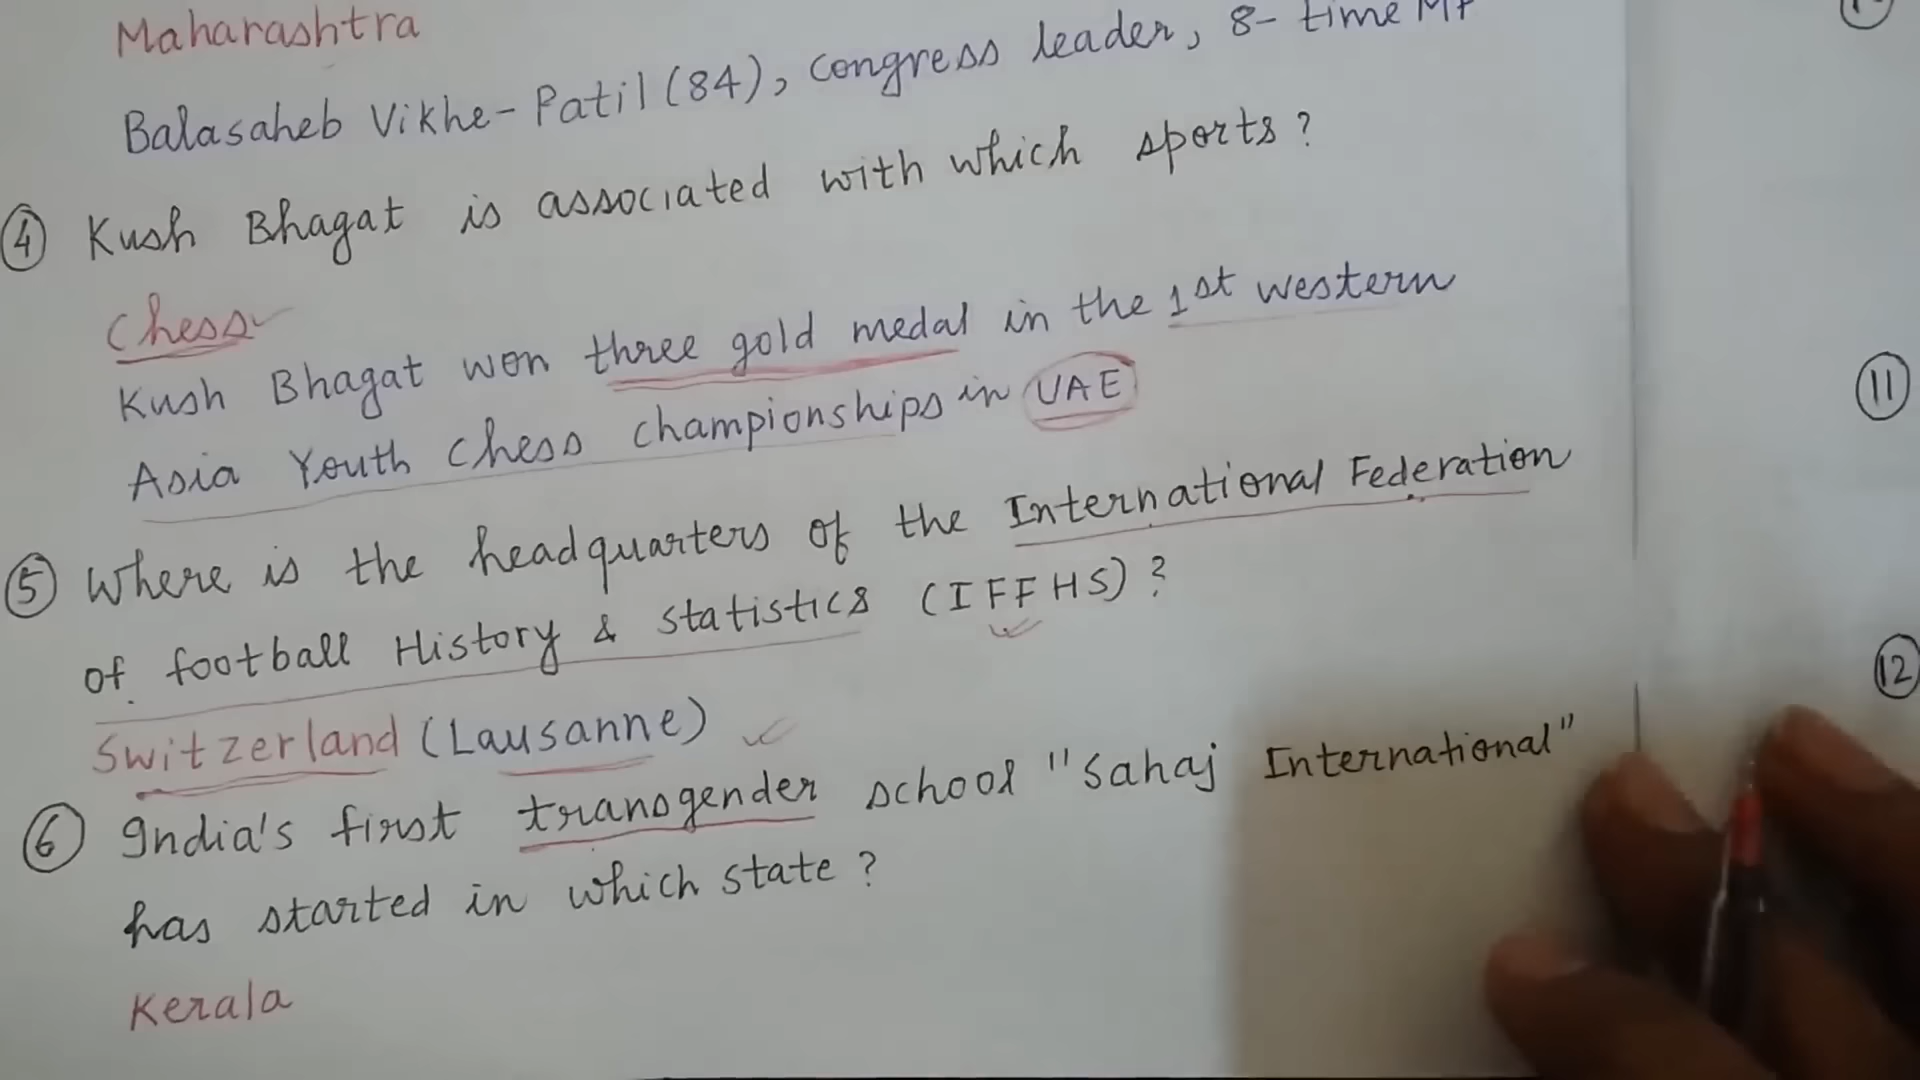 Maharashtra
Balasaheb Vikhe-Patil (84), Congress leader, 8-time MP
④ Kush Bhagat is associated with which sports?
Chess
Kush Bhagat won three gold medal in the 1st western
Asia Youth Chess Championships in UAE
⑤ Where is the headquarters of the International Federation
of football History & statistics (IFFHS)?
Switzerland (Lausanne)
⑥ India's first transgender school "Sahaj International"
has started in which state?
Kerala
⑪
⑫